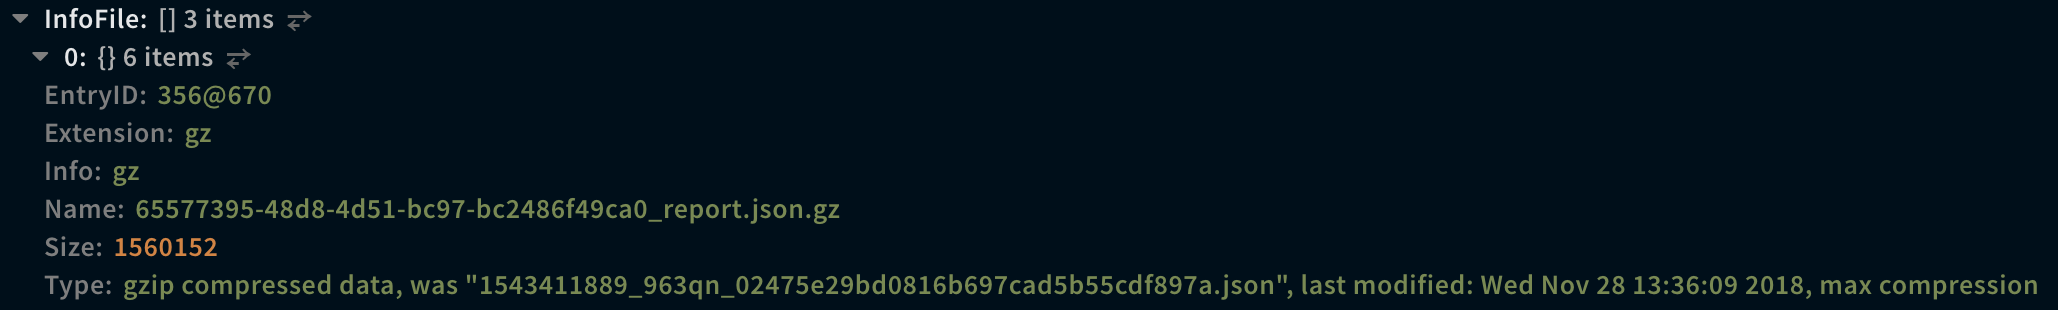 InfoFile: [] 3 items
0: {} 6 items
EntryID: 356@670
Extension: gz
Info: gz
Name: 65577395-48d8-4d51-bc97-bc2486f49ca0_report.json.gz
Size: 1560152
Type: gzip compressed data, was "1543411889_963qn_02475e29bd0816b697cad5b55cdf897a.json", last modified: Wed Nov 28 13:36:09 2018, max compression